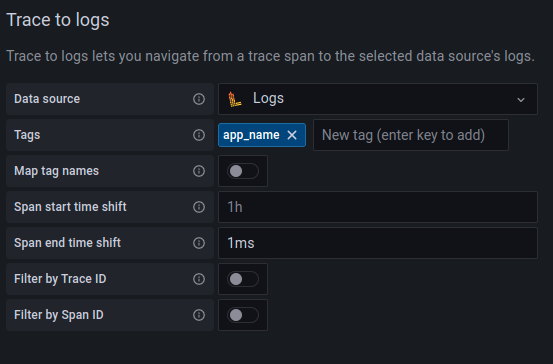 Trace to logs
Trace to logs lets you navigate from a trace span to the selected data source's logs.
Data source Logs
Tags app_name New tag (enter key to add)
Map tag names
Span start time shift 1h
Span end time shift 1ms
Filter by Trace ID
Filter by Span ID